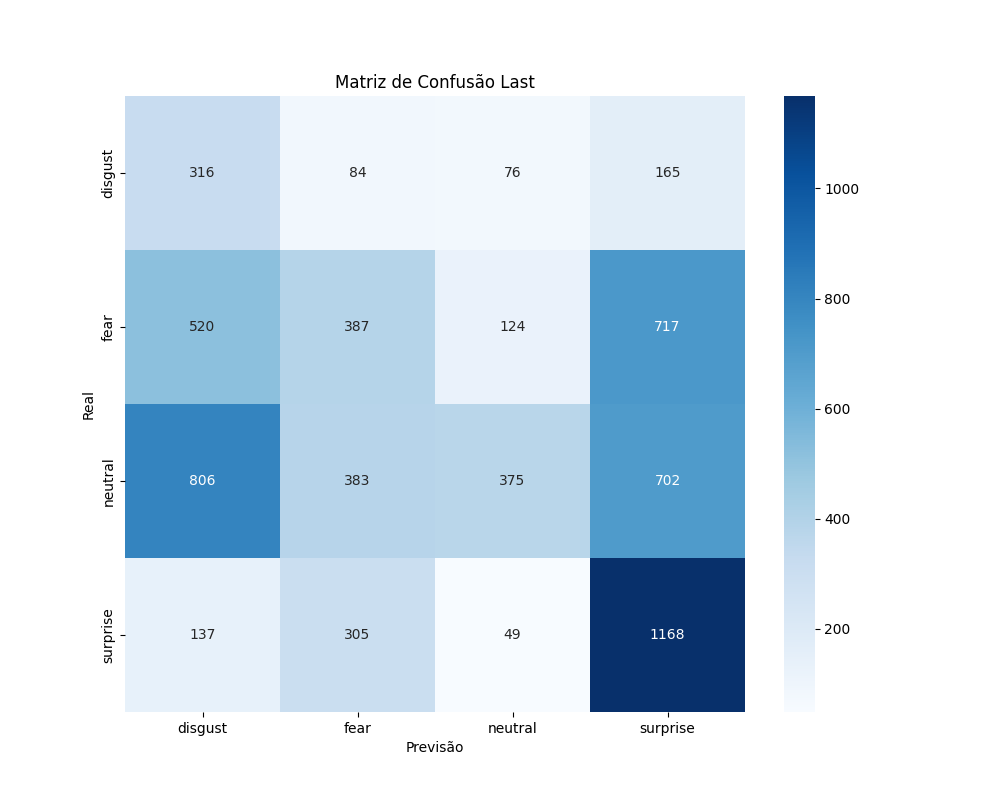 Matriz de Confusão Last
disgust 316 84 76 165
fear 520 387 124 717
neutral 806 383 375 702
surprise 137 305 49 1168
disgust fear neutral surprise
Previsão
Real
1000
800
600
400
200